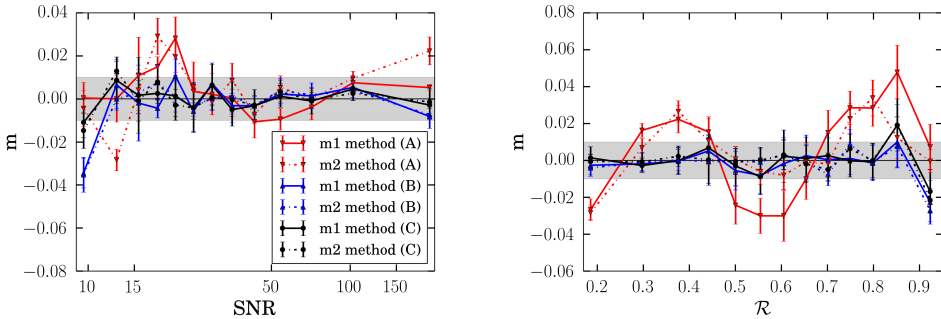 0.04
0.02
0.00
−0.02
−0.04
−0.06
−0.08
m
10 15 50 100 150
SNR
m1 method (A)
m2 method (A)
m1 method (B)
m2 method (B)
m1 method (C)
m2 method (C)
0.08
0.06
0.04
0.02
0.00
−0.02
−0.04
0.06
m
0.2 0.3 0.4 0.5 0.6 0.7 0.8 0.9
ℛ